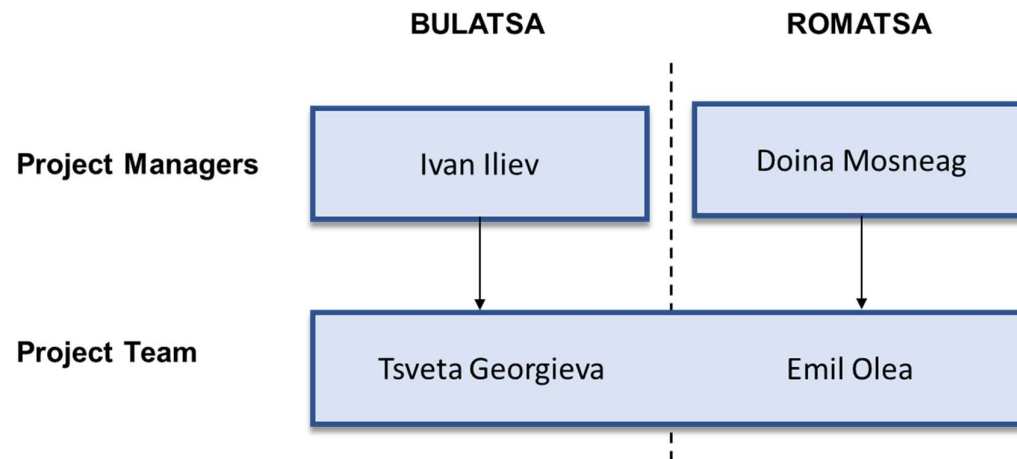 BULATSA
ROMATSA
Project Managers
Ivan Iliev
Doina Mosneag
Project Team
Tsveta Georgieva
Emil Olea